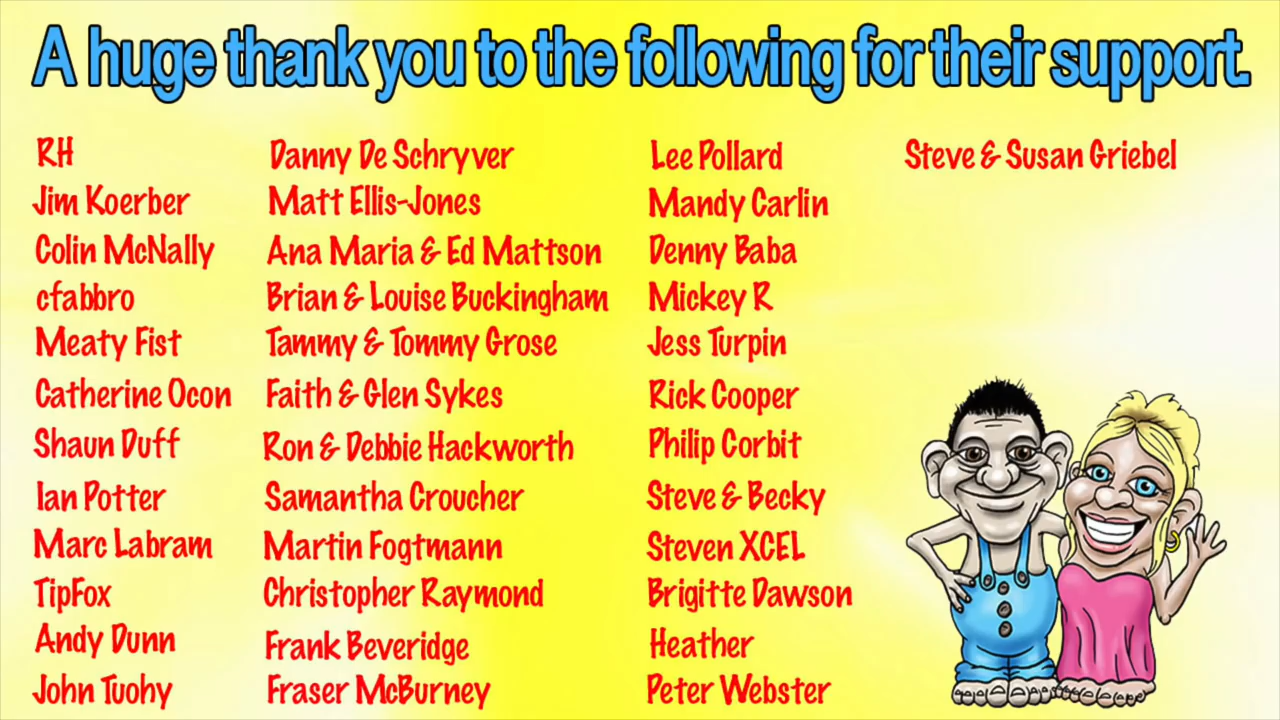 A huge thank you to the following for their support.
RH
Jim Koerber
Colin McNally
cfabbro
Meaty Fist
Catherine Ocon
Shaun Duff
Ian Potter
Marc Labram
TipFox
Andy Dunn
John Tuohy
Danny De Schryver
Matt Ellis-Jones
Ana Maria & Ed Mattson
Brian & Louise Buckingham
Tammy & Tommy Grose
Faith & Glen Sykes
Ron & Debbie Hackworth
Samantha Croucher
Martin Fogtmann
Christopher Raymond
Frank Beveridge
Fraser McBurney
Lee Pollard
Mandy Carlin
Denny Baba
Mickey R
Jess Turpin
Rick Cooper
Philip Corbit
Steve & Becky
Steven XCEL
Brigitte Dawson
Heather
Peter Webster
Steve & Susan Griebel